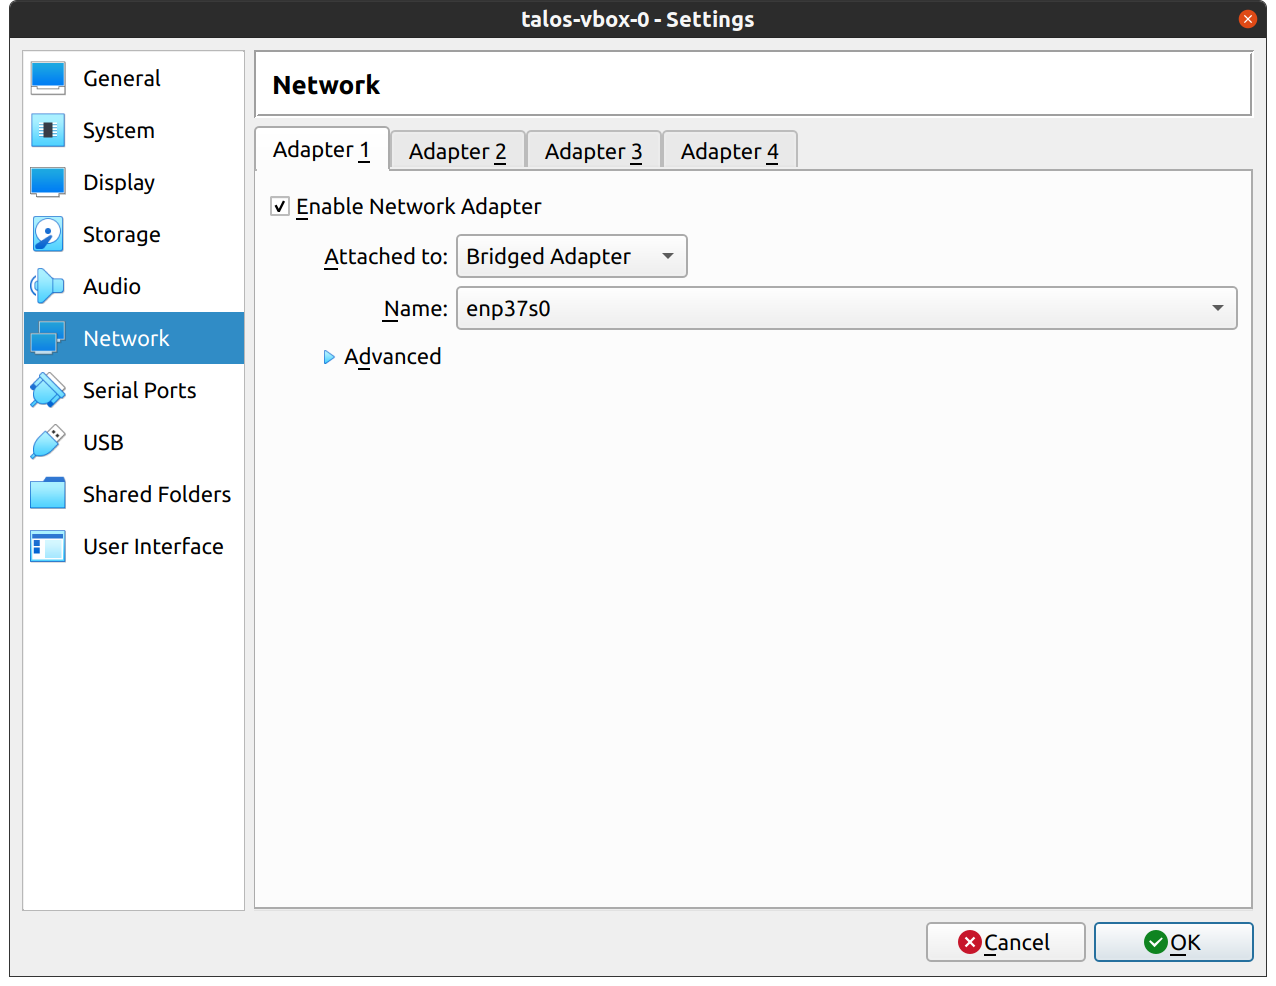 talos-vbox-0 - Settings
General
System
Display
Storage
Audio
Network
Serial Ports
USB
Shared Folders
User Interface
Network
Adapter 1
Adapter 2
Adapter 3
Adapter 4
Enable Network Adapter
Attached to: Bridged Adapter
Name: enp37s0
Advanced
Cancel
OK